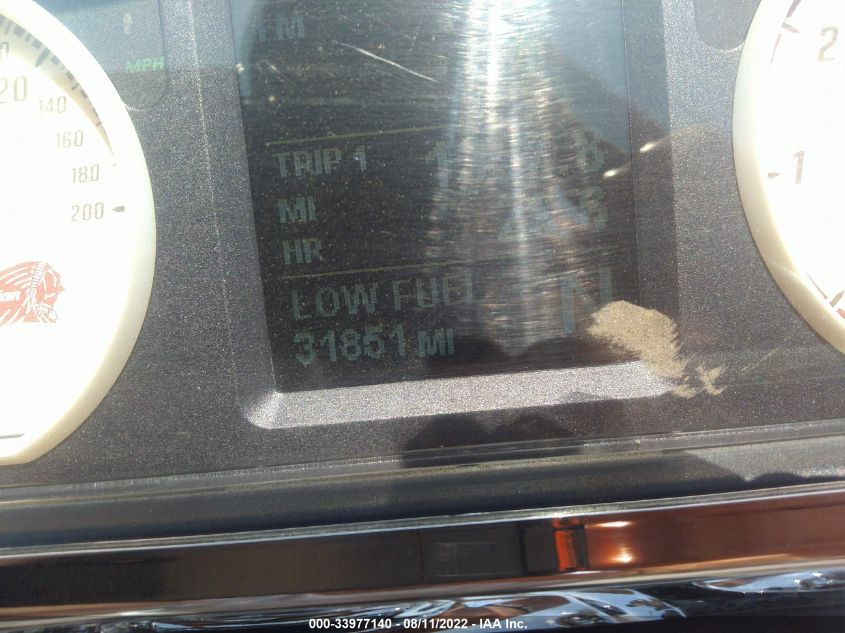 FM
MPH
20
140
160
180
200
TRIP 1
MI
HR
LOW FUEL N
31851 MI
2
1
000-33977140 - 08/11/2022 - IAA Inc.